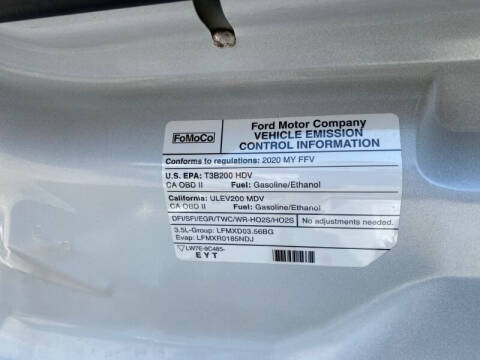 FoMoCo
Ford Motor Company
VEHICLE EMISSION
CONTROL INFORMATION
Conforms to regulations: 2020 MY FFV
U.S. EPA: T3B200 HDV
CA OBD II Fuel: Gasoline/Ethanol
California: ULEV200 MDV
CA OBD II Fuel: Gasoline/Ethanol
DFI/SFI/EGR/TWC/WR-HO2S/HO2S No adjustments needed.
3.5L-Group: LFMXD03.56BG
Evap: LFMXR0185NDJ
LW7E-9C485-
EYT